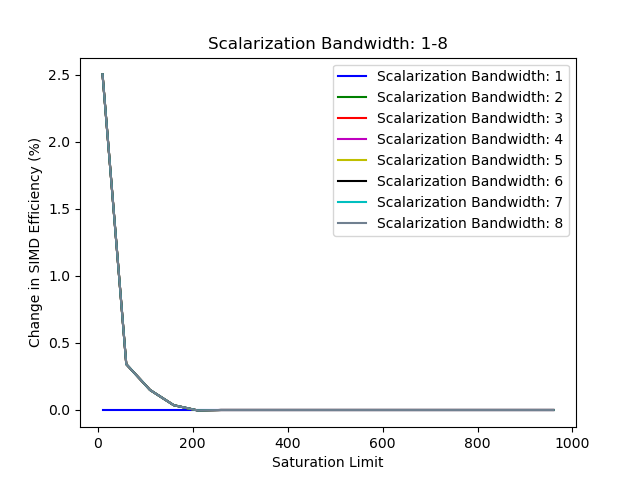 Scalarization Bandwidth: 1-8
Scalarization Bandwidth: 1
Scalarization Bandwidth: 2
Scalarization Bandwidth: 3
Scalarization Bandwidth: 4
Scalarization Bandwidth: 5
Scalarization Bandwidth: 6
Scalarization Bandwidth: 7
Scalarization Bandwidth: 8
Change in SIMD Efficiency (%)
2.5
2.0
1.5
1.0
0.5
0.0
0 200 400 600 800 1000
Saturation Limit